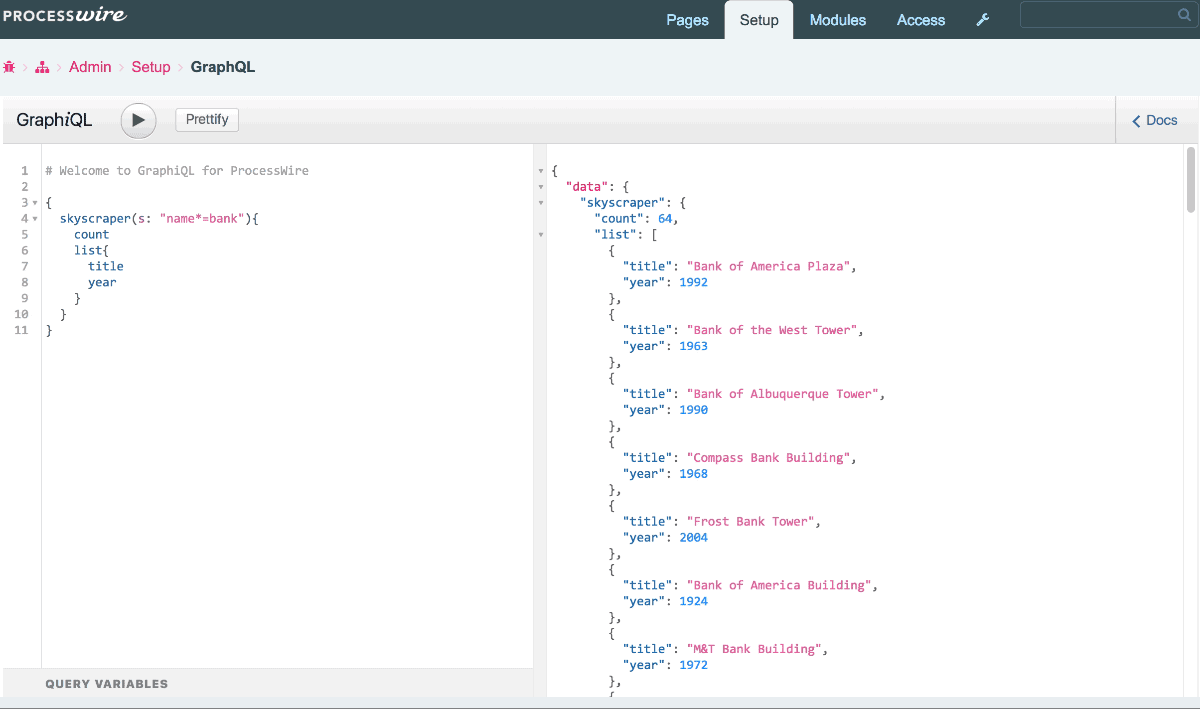 PROCESSwire
Pages Setup Modules Access
Admin Setup GraphQL
GraphiQL Prettify Docs
1 # Welcome to GraphiQL for ProcessWire
2
3 {
4 skyscraper(s: "name*=bank"){
5 count
6 list{
7 title
8 year
9 }
10 }
11 }
QUERY VARIABLES
{
"data": {
"skyscraper": {
"count": 64,
"list": [
{
"title": "Bank of America Plaza",
"year": 1992
},
{
"title": "Bank of the West Tower",
"year": 1963
},
{
"title": "Bank of Albuquerque Tower",
"year": 1990
},
{
"title": "Compass Bank Building",
"year": 1968
},
{
"title": "Frost Bank Tower",
"year": 2004
},
{
"title": "Bank of America Building",
"year": 1924
},
{
"title": "M&T Bank Building",
"year": 1972
},
{